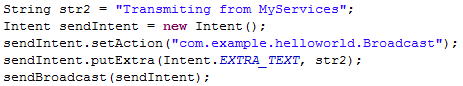 String str2 = "Transmiting from MyServices";
Intent sendIntent = new Intent();
sendIntent.setAction("com.example.helloworld.Broadcast");
sendIntent.putExtra(Intent.EXTRA_TEXT, str2);
sendBroadcast(sendIntent);